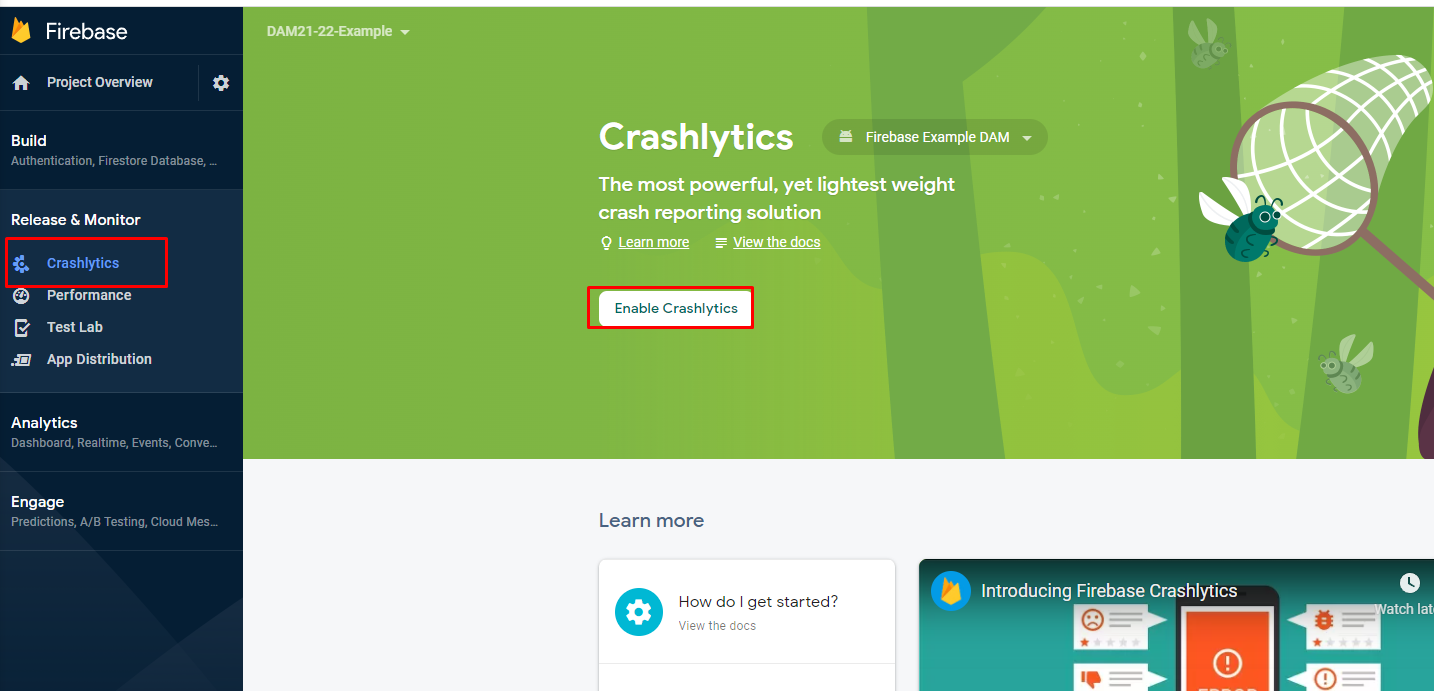 Firebase
Project Overview
Build
Authentication, Firestore Database, ...
Release & Monitor
Crashlytics
Performance
Test Lab
App Distribution
Analytics
Dashboard, Realtime, Events, Conve...
Engage
Predictions, A/B Testing, Cloud Mes...
DAM21-22-Example
Crashlytics
Firebase Example DAM
The most powerful, yet lightest weight
crash reporting solution
Learn more
View the docs
Enable Crashlytics
Learn more
How do I get started?
View the docs
Introducing Firebase Crashlytics
Watch late
ERROR